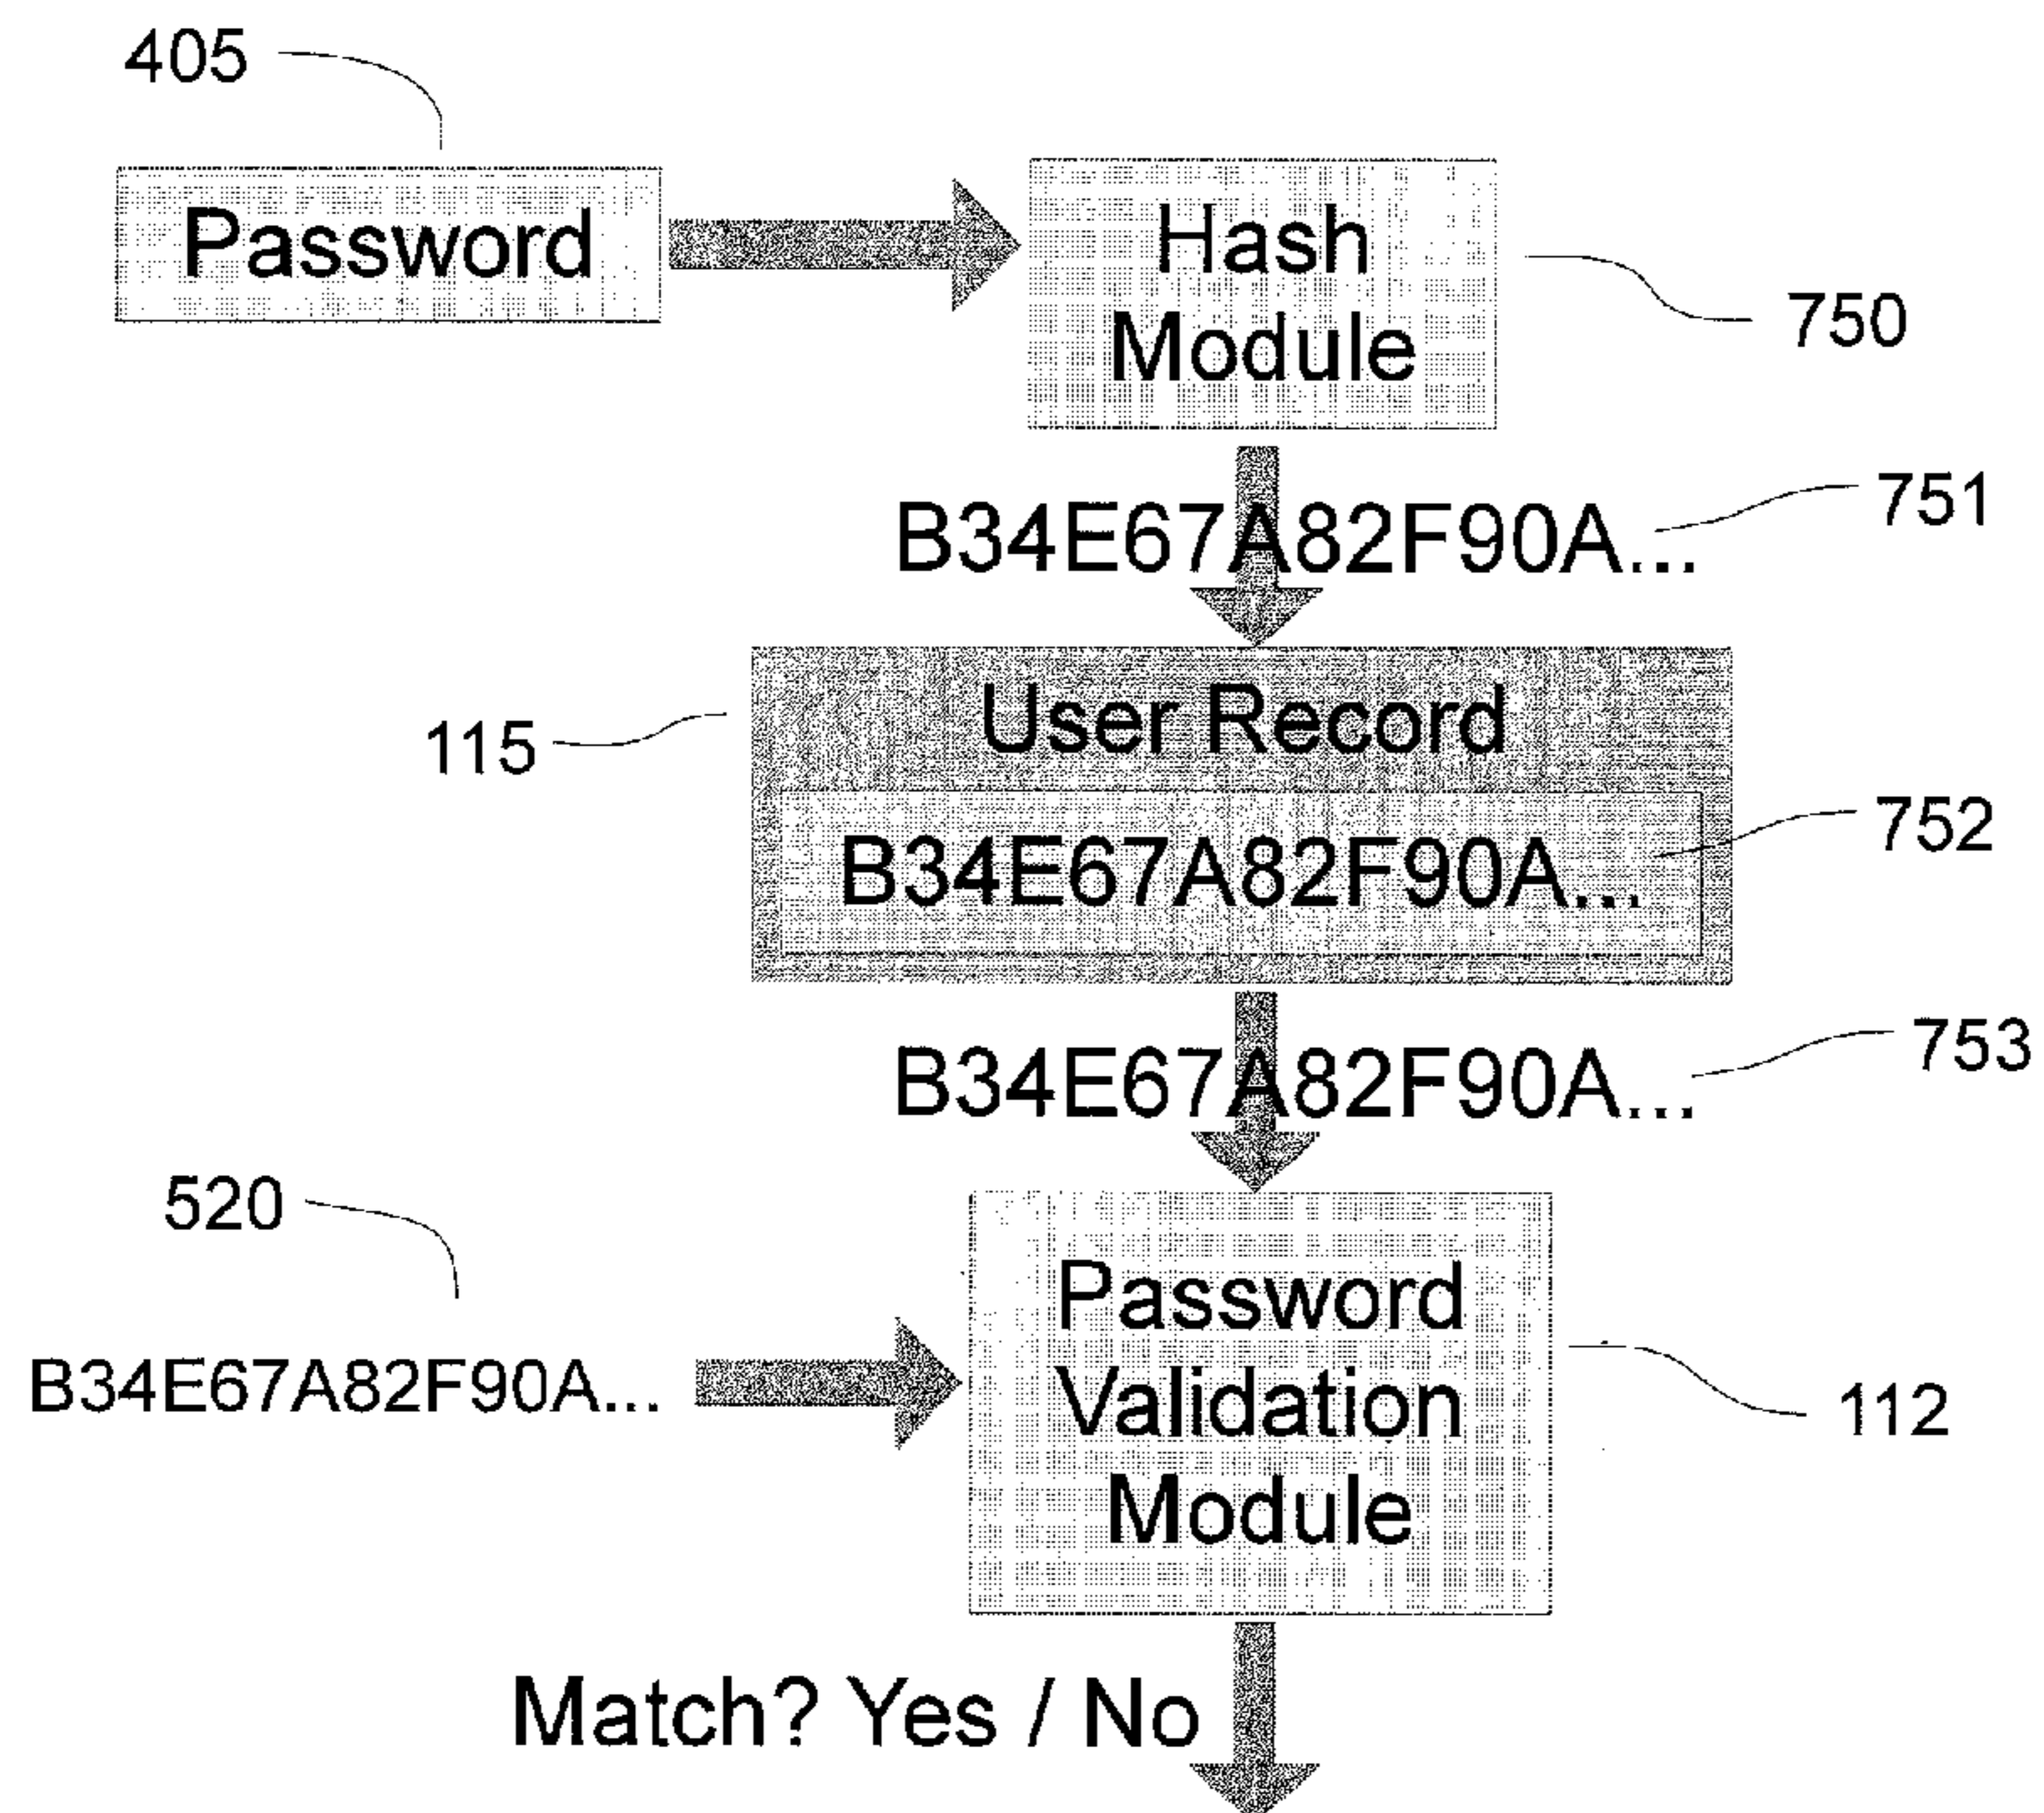 405
Password
Hash
Module
750
B34E67A82F90A...
751
User Record
115
B34E67A82F90A...
752
B34E67A82F90A...
753
520
B34E67A82F90A...
Password
Validation
Module
112
Match? Yes / No